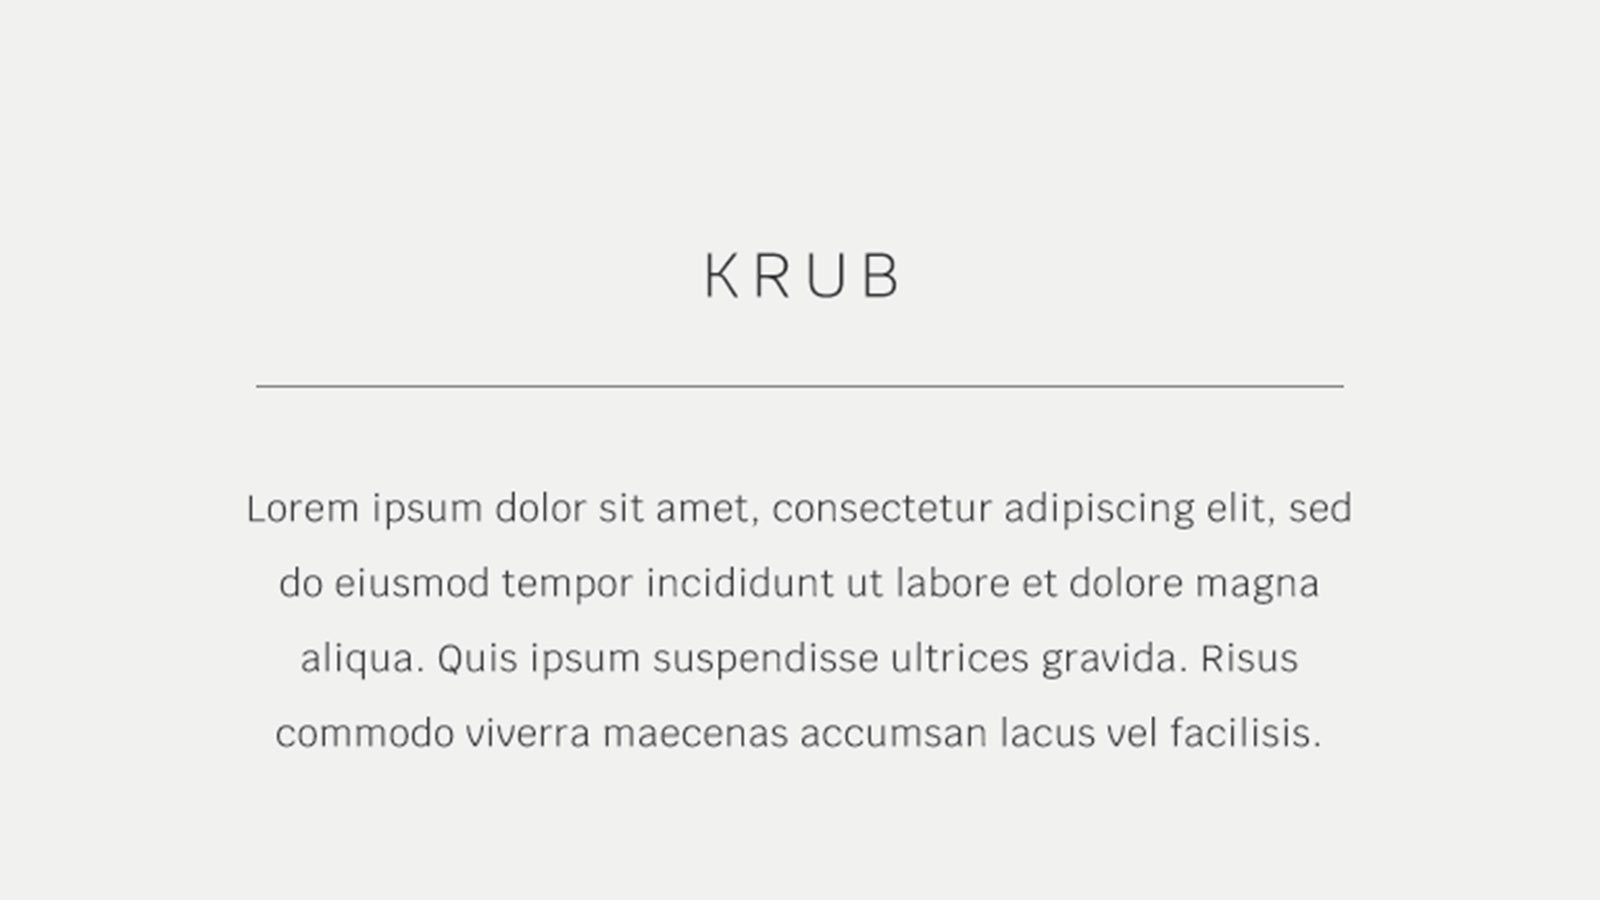 KRUB
Lorem ipsum dolor sit amet, consectetur adipiscing elit, sed
do eiusmod tempor incididunt ut labore et dolore magna
aliqua. Quis ipsum suspendisse ultrices gravida. Risus
commodo viverra maecenas accumsan lacus vel facilisis.